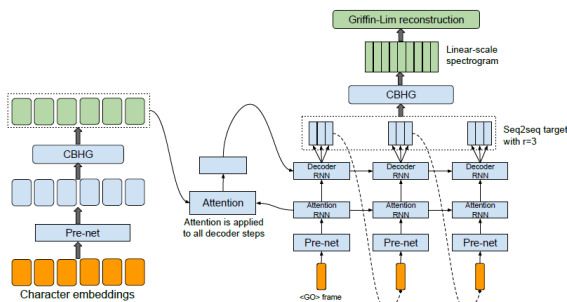 Griffin-Lim reconstruction
Linear-scale
spectrogram
CBHG
Seq2seq target
with r=3
CBHG
Decoder
RNN
Decoder
RNN
Decoder
RNN
Attention
Attention
RNN
Attention
RNN
Attention
RNN
Attention is applied
to all decoder steps
Pre-net
Pre-net
Pre-net
Pre-net
Character embeddings
<GO> frame